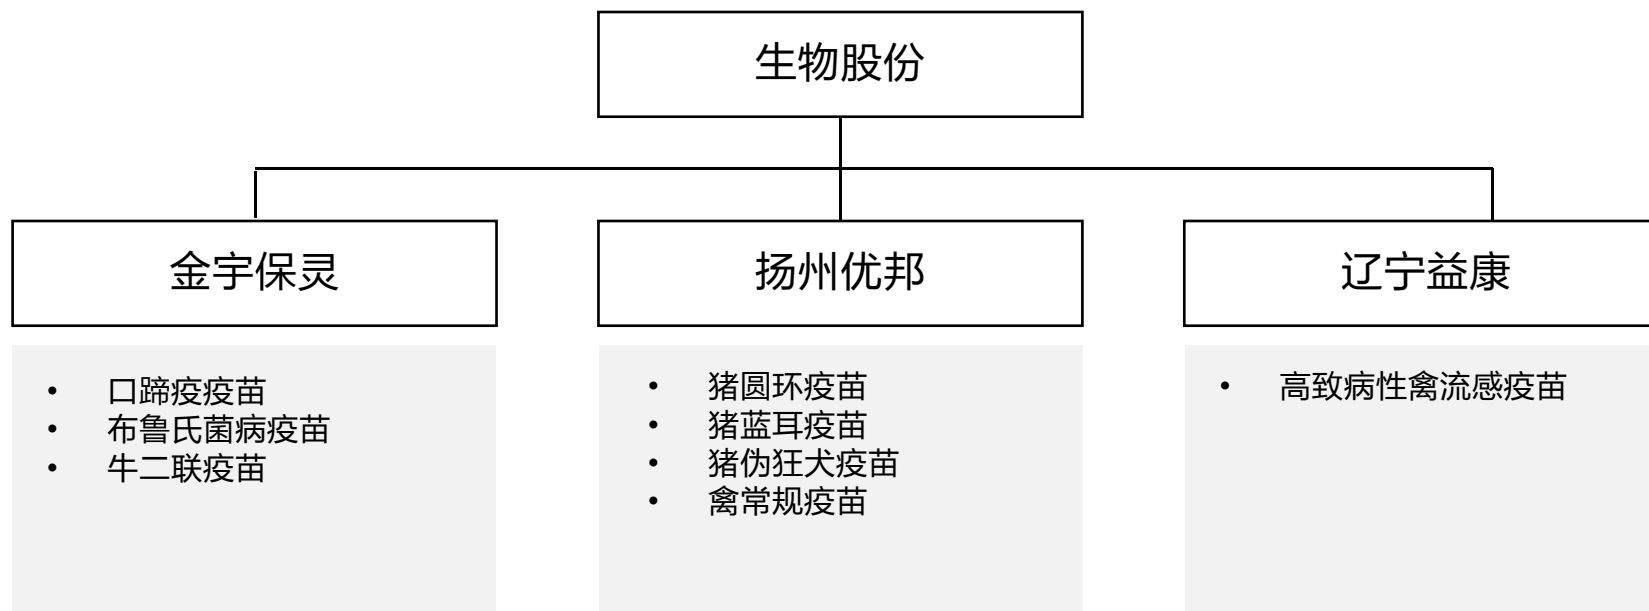 生物股份
金宇保灵
扬州优邦
辽宁益康
• 口蹄疫疫苗
• 布鲁氏菌病疫苗
• 牛二联疫苗
• 猪圆环疫苗
• 猪蓝耳疫苗
• 猪伪狂犬疫苗
• 禽常规疫苗
• 高致病性禽流感疫苗